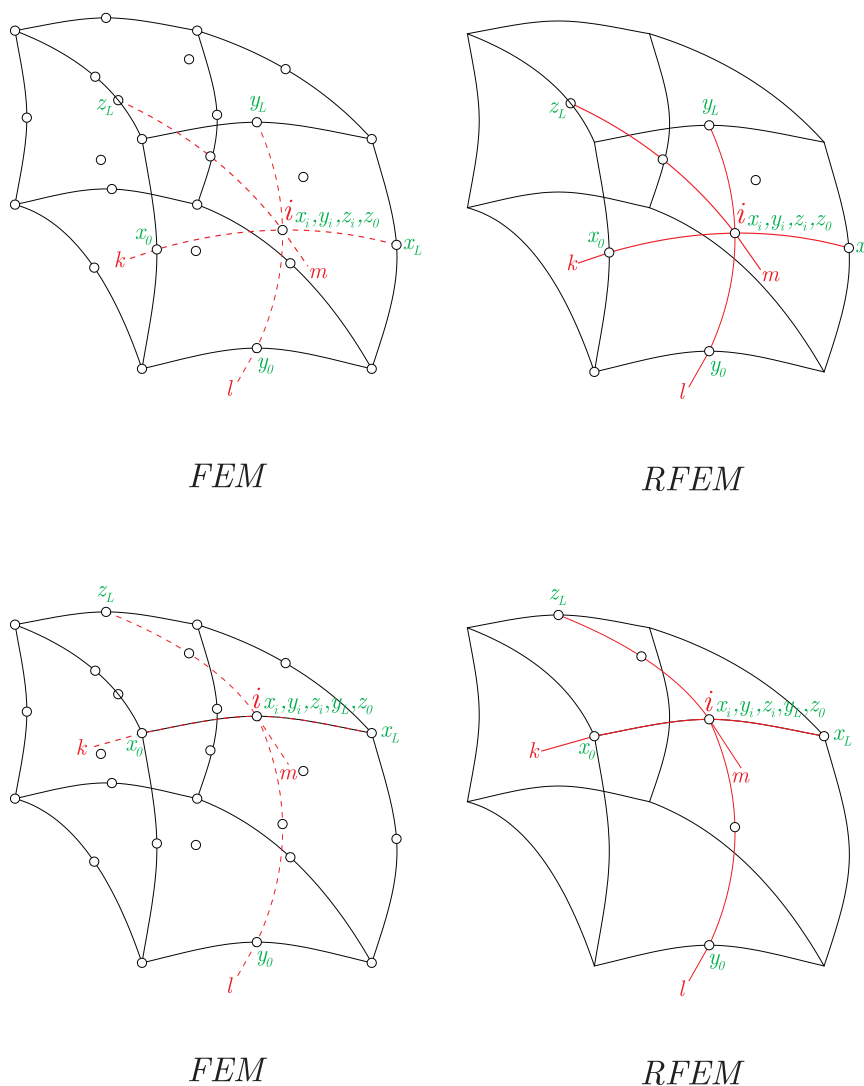 z_L
y_L
i x_i,y_i,z_i,z_0
x_0
x_L
k
m
y_0
l
FEM
z_L
y_L
i x_i,y_i,z_i,z_0
x_0
x
k
m
y_0
l
RFEM
z_L
i x_i,y_i,z_i,y_L,z_0
x_0
x_L
k
m
y_0
l
FEM
z_L
i x_i,y_i,z_i,y_L,z_0
x_0
x_L
k
m
y_0
l
RFEM